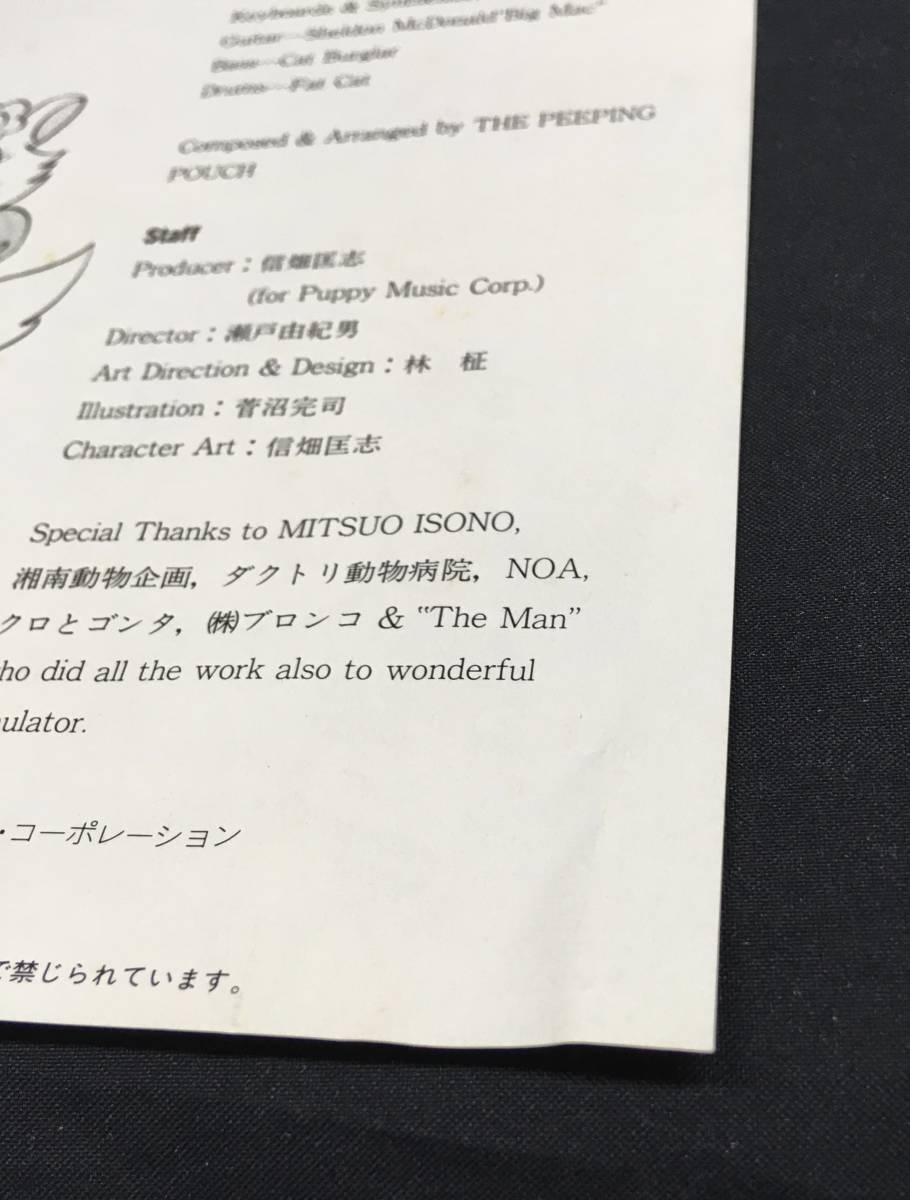 Keyboards &
Guitar—Sheldon McDonald"Big Mac"
Bass—Cat Burglar
Drums—Fat Cat
Composed & Arranged by THE PEEPING
POUCH
Staff
Producer：信畑匡志
(for Puppy Music Corp.)
Director：瀬戸由紀男
Art Direction & Design：林　柾
Illustration：菅沼完司
Character Art：信畑匡志
Special Thanks to MITSUO ISONO,
湘南動物企画，ダクトリ動物病院，NOA,
クロとゴンタ，㈱ブロンコ & "The Man"
ho did all the work also to wonderful
ulator.
・コーポレーション
で禁じられています。